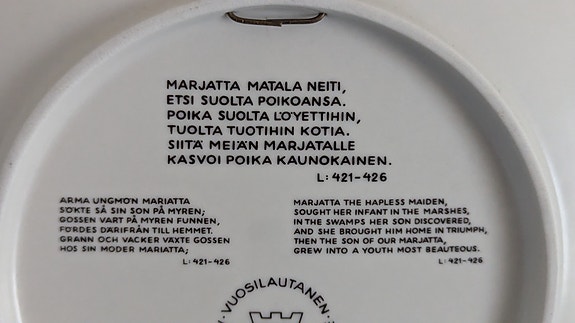 MARJATTA MATALA NEITI,
ETSI SUOLTA POIKOANSA.
POIKA SUOLTA LÖYETTIHIN,
TUOLTA TUOTIHIN KOTIA.
SIITÄ MEIÄN MARJATALLE
KASVOI POIKA KAUNOKAINEN.
L: 421-426
ARMA UNGMÖN MARIATTA
SÖKTE SÅ SIN SON PÅ MYREN;
GOSSEN VART PÅ MYREN FUNNEN,
FÖRDES DÄRIFRÅN TILL HEMMET.
GRANN OCH VACKER VÄXTE GOSSEN
HOS SIN MODER MARIATTA;
L: 421-426
MARJATTA THE HAPLESS MAIDEN,
SOUGHT HER INFANT IN THE MARSHES,
IN THE SWAMPS HER SON DISCOVERED,
AND SHE BROUGHT HIM HOME IN TRIUMPH,
THEN THE SON OF OUR MARJATTA,
GREW INTO A YOUTH MOST BEAUTEOUS.
L: 421-426
VUOSILAUTANEN